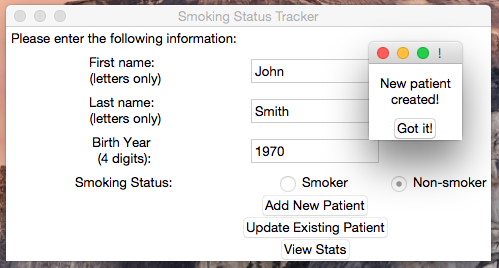 Smoking Status Tracker
Please enter the following information:
First name:
(letters only)
John
Last name:
(letters only)
Smith
Birth Year
(4 digits):
1970
Smoking Status:
Smoker
Non-smoker
Add New Patient
Update Existing Patient
View Stats
!
New patient
created!
Got it!